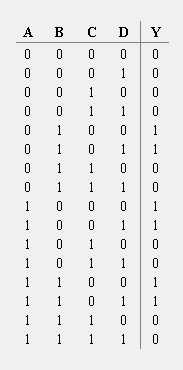 A B C D Y
0 0 0 0 0
0 0 0 1 0
0 0 1 0 0
0 0 1 1 0
0 1 0 0 1
0 1 0 1 1
0 1 1 0 0
0 1 1 1 0
1 0 0 0 1
1 0 0 1 1
1 0 1 0 0
1 0 1 1 0
1 1 0 0 1
1 1 0 1 1
1 1 1 0 0
1 1 1 1 0